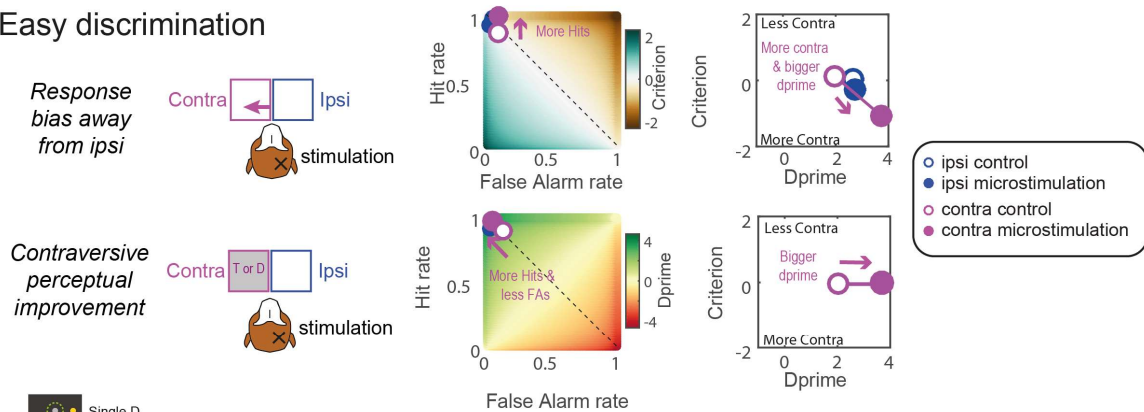 Easy discrimination
Response
bias away
from ipsi
Contra
Ipsi
stimulation
Hit rate
1
0.5
0
0
0.5
1
False Alarm rate
More Hits
2
0
-2
Criterion
Criterion
2
0
-2
Less Contra
More contra
& bigger
dprime
More Contra
0
2
4
Dprime
ipsi control
ipsi microstimulation
contra control
contra microstimulation
Contraversive
perceptual
improvement
Contra
T or D
Ipsi
stimulation
Hit rate
1
0.5
0
0
0.5
1
False Alarm rate
More Hits &
less FAs
4
0
-4
Dprime
Criterion
2
0
-2
Less Contra
Bigger
dprime
More Contra
0
2
4
Dprime
Single D